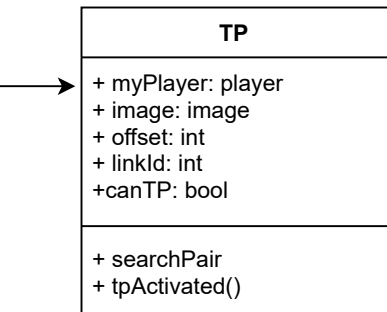 TP
+ myPlayer: player
+ image: image
+ offset: int
+ linkId: int
+canTP: bool
+ searchPair
+ tpActivated()